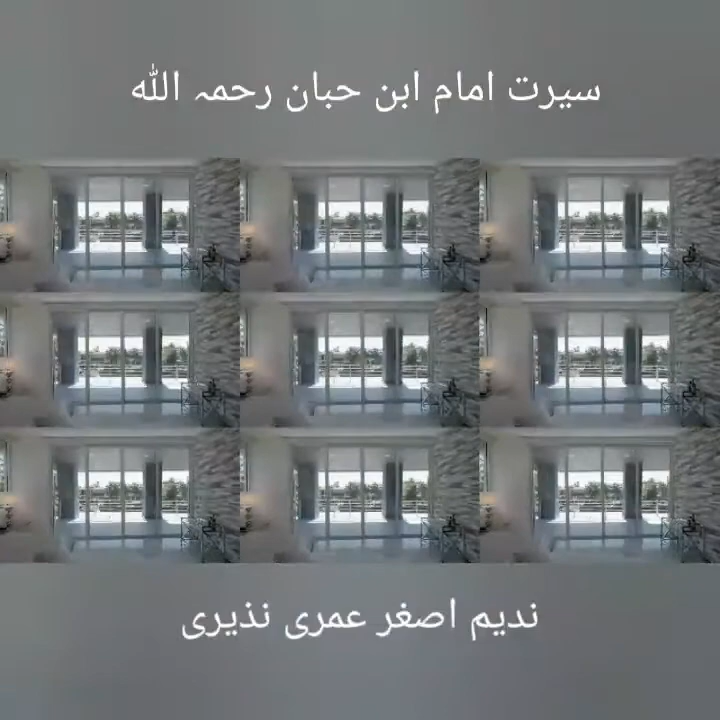 سیرت امام ابن حبان رحمہ اللہ
ندیم اصغر عمری نذیری